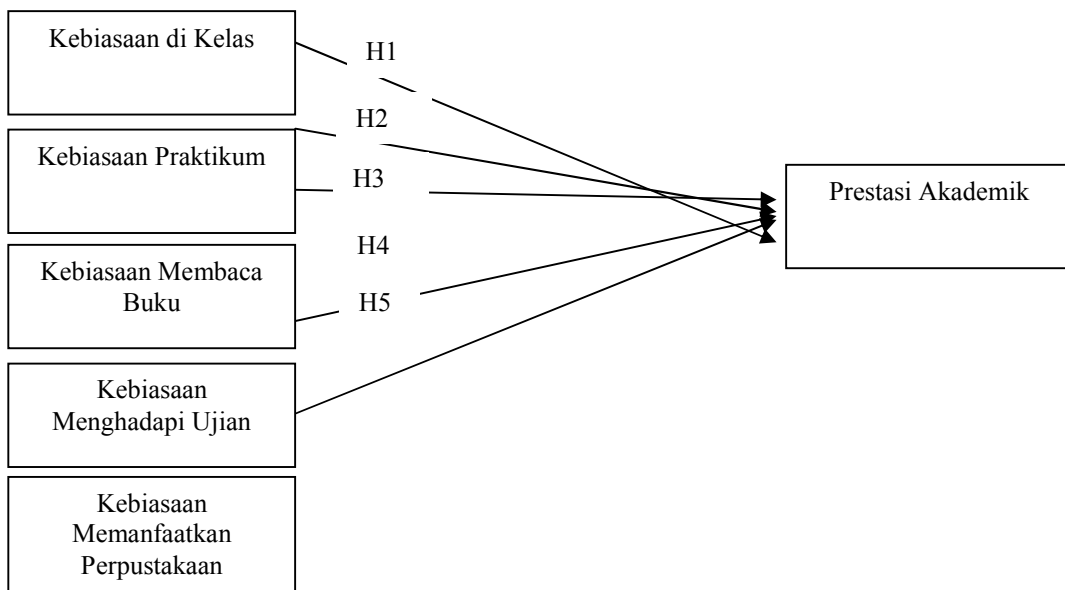 Kebiasaan di Kelas
H1
H2
Kebiasaan Praktikum
H3
Prestasi Akademik
H4
Kebiasaan Membaca
Buku
H5
Kebiasaan
Menghadapi Ujian
Kebiasaan
Memanfaatkan
Perpustakaan